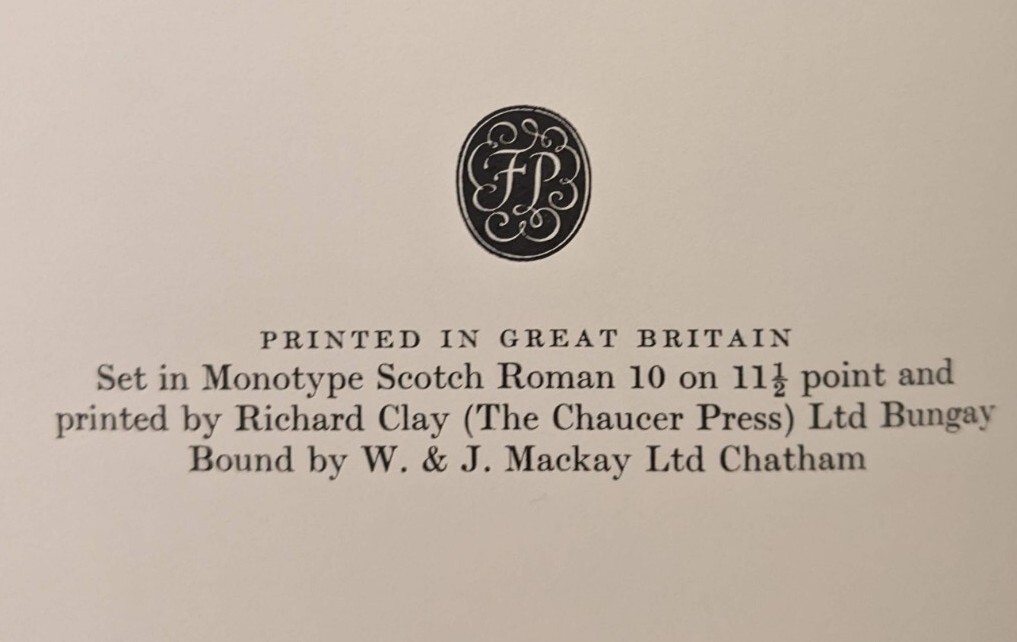 FP
PRINTED IN GREAT BRITAIN
Set in Monotype Scotch Roman 10 on 11½ point and
printed by Richard Clay (The Chaucer Press) Ltd Bungay
Bound by W. & J. Mackay Ltd Chatham